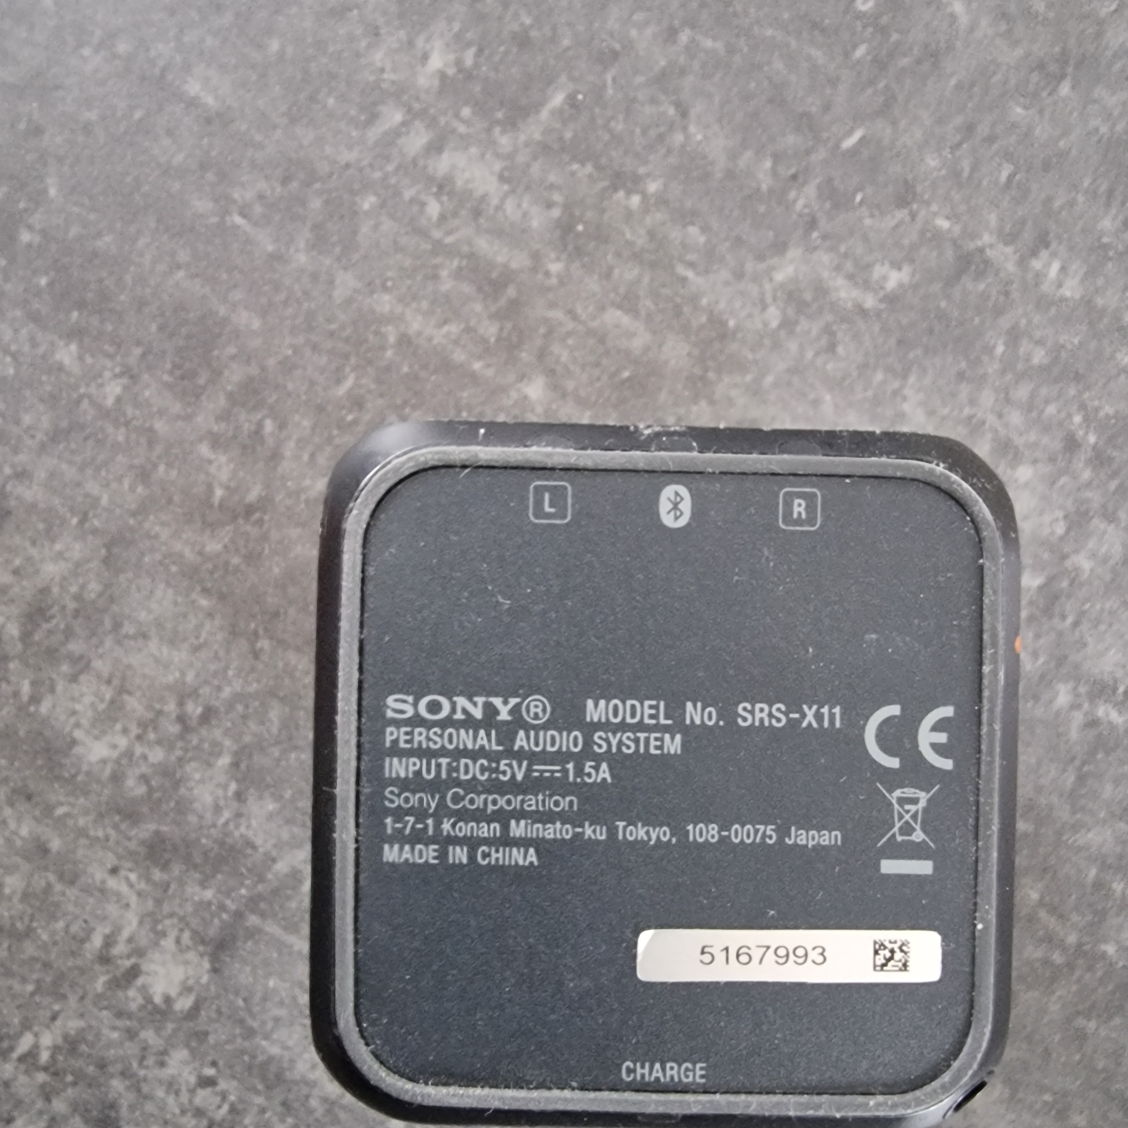 L R
SONY® MODEL No. SRS-X11
PERSONAL AUDIO SYSTEM
INPUT:DC:5V⎓1.5A
Sony Corporation
1-7-1 Konan Minato-ku Tokyo, 108-0075 Japan
MADE IN CHINA
CE
5167993
CHARGE